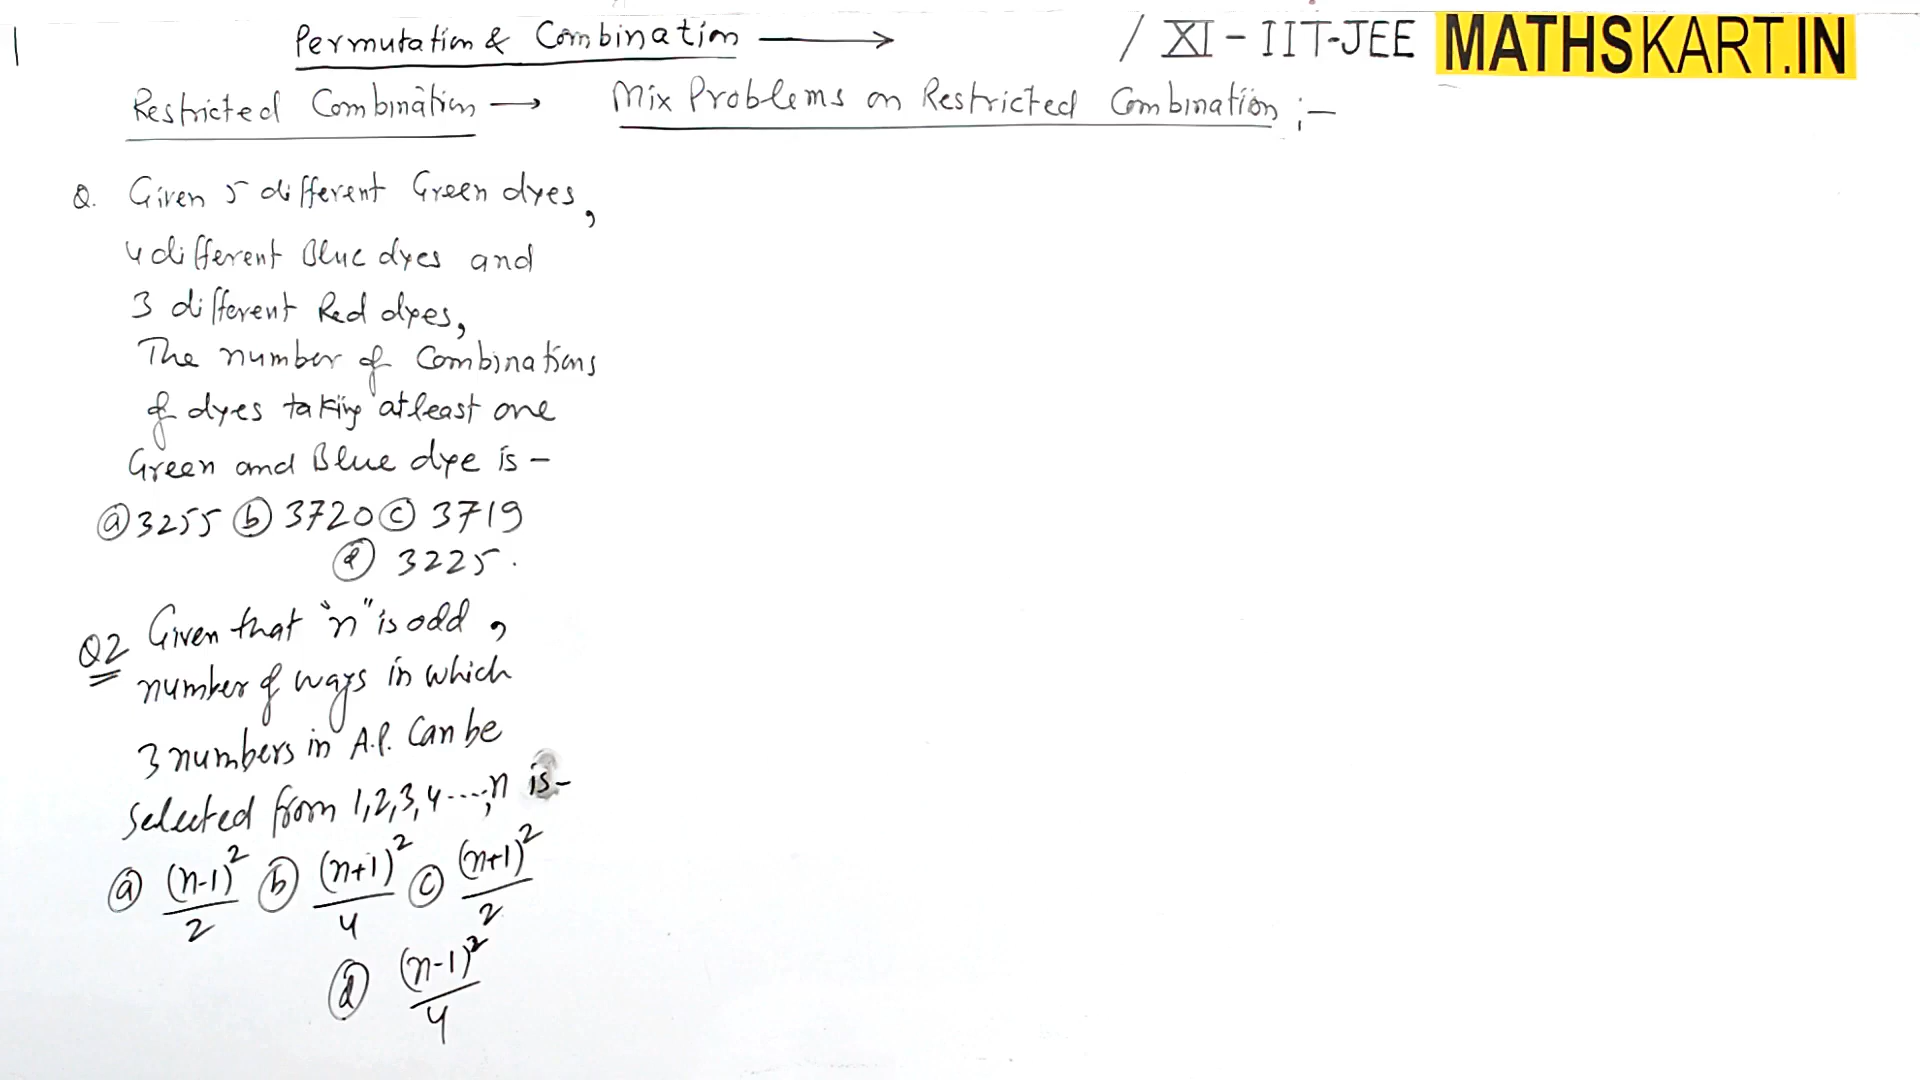 1
Permutation & Combination ⟶ / XI - IIT-JEE MATHSKART.IN
Restricted Combination → Mix Problems on Restricted Combination ;-
Q. Given 5 different Green dyes,
4 different Blue dyes and
3 different Red dyes,
The number of Combinations
of dyes taking atleast one
Green and Blue dye is -
(a) 3255 (b) 3720 (c) 3719
(d) 3225.
Q2 Given that "n" is odd,
number of ways in which
3 numbers in A.P. Can be
selected from 1,2,3,4----,n is-
(a) (n-1)²/2 (b) (n+1)²/4 (c) (n+1)²/2
(d) (n-1)²/4